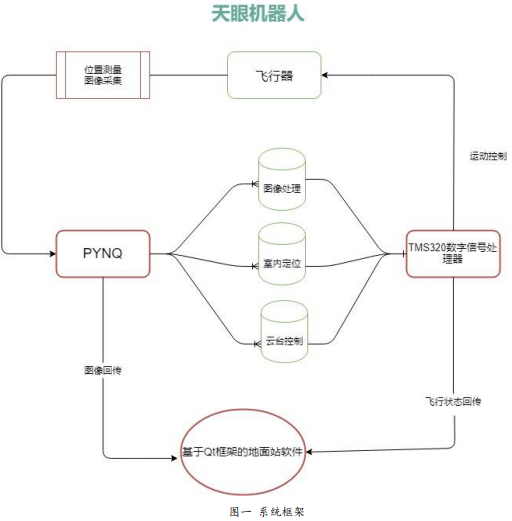 天眼机器人
位置测量
图像采集
飞行器
运动控制
图像处理
PYNQ
室内定位
TMS320数字信号处
理器
云台控制
图像回传
飞行状态回传
基于Qt框架的地面站软件
图一 系统框架